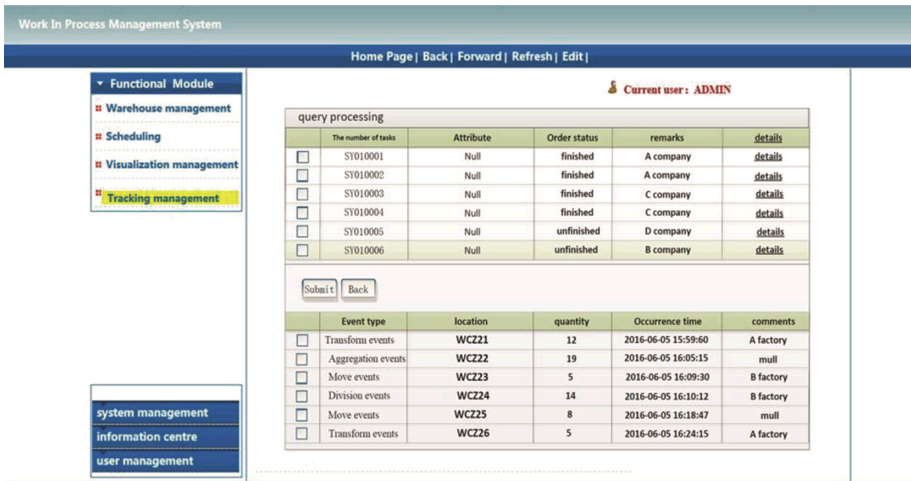 Work In Process Management System
Home Page| Back| Forward| Refresh| Edit|
Functional Module
Warehouse management
Scheduling
Visualization management
Tracking management
system management
information centre
user management
Current user : ADMIN
query processing
The number of tasks Attribute Order status remarks details
SY010001 Null finished A company details
SY010002 Null finished A company details
SY010003 Null finished C company details
SY010004 Null finished C company details
SY010005 Null unfinished D company details
SY010006 Null unfinished B company details
Submit Back
Event type location quantity Occurrence time comments
Transform events WCZ21 12 2016-06-05 15:59:60 A factory
Aggregation events WCZ22 19 2016-06-05 16:05:15 mull
Move events WCZ23 5 2016-06-05 16:09:30 B factory
Division events WCZ24 14 2016-06-05 16:10:12 B factory
Move events WCZ25 8 2016-06-05 16:18:47 mull
Transform events WCZ26 5 2016-06-05 16:24:15 A factory